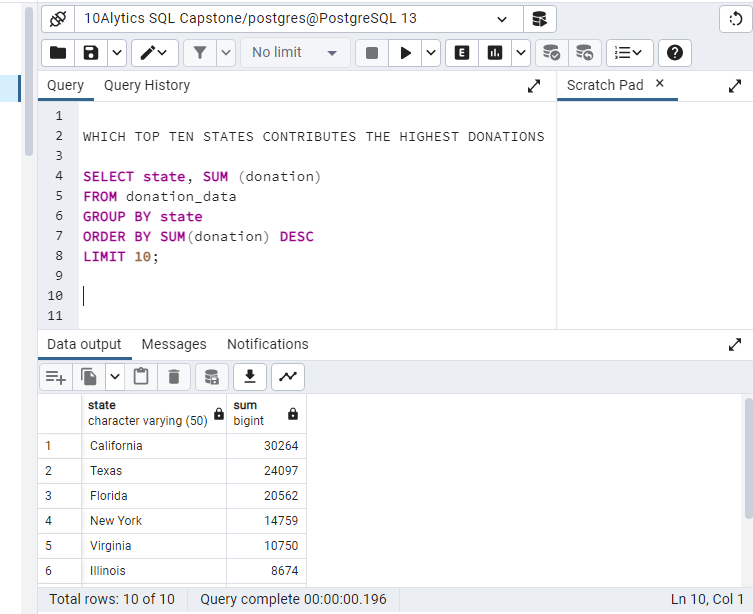 10Alytics SQL Capstone/postgres@PostgreSQL 13
No limit
E
Query Query History
Scratch Pad
1
2 WHICH TOP TEN STATES CONTRIBUTES THE HIGHEST DONATIONS
3
4 SELECT state, SUM (donation)
5 FROM donation_data
6 GROUP BY state
7 ORDER BY SUM(donation) DESC
8 LIMIT 10;
9
10
11
Data output Messages Notifications
state sum
character varying (50) bigint
1 California 30264
2 Texas 24097
3 Florida 20562
4 New York 14759
5 Virginia 10750
6 Illinois 8674
Total rows: 10 of 10 Query complete 00:00:00.196 Ln 10, Col 1